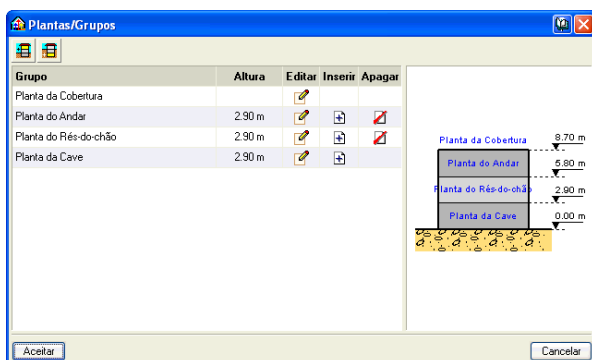 Plantas/Grupos
Grupo Altura Editar Inserir Apagar
Planta da Cobertura
Planta do Andar 2.90 m
Planta do Rés-do-chão 2.90 m
Planta da Cave 2.90 m
Planta da Cobertura 8.70 m
Planta do Andar 5.80 m
Planta do Rés-do-chão 2.90 m
Planta da Cave 0.00 m
Aceitar Cancelar